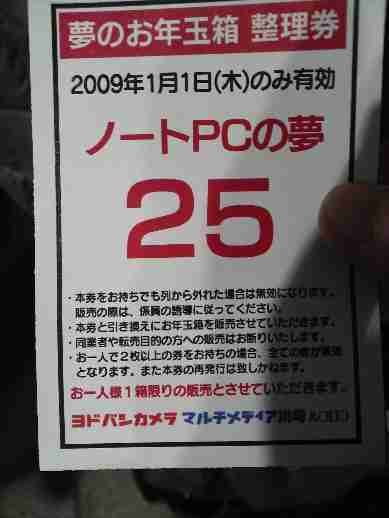 夢のお年玉箱 整理券
2009年1月1日(木)のみ有効
ノートPCの夢
25
・本券をお持ちでも列から外れた場合は無効になります。
販売の際は、係員の誘導に従ってください。
・本券と引き換えにお年玉箱を販売させていただきます。
・同業者や転売目的の方への販売はお断りいたします。
・お一人で2枚以上の券をお持ちの場合、全ての券が無効
となります。また本券の再発行は致しかねます。
お一人様1箱限りの販売とさせていただきます。
ヨドバシカメラ マルチメディア